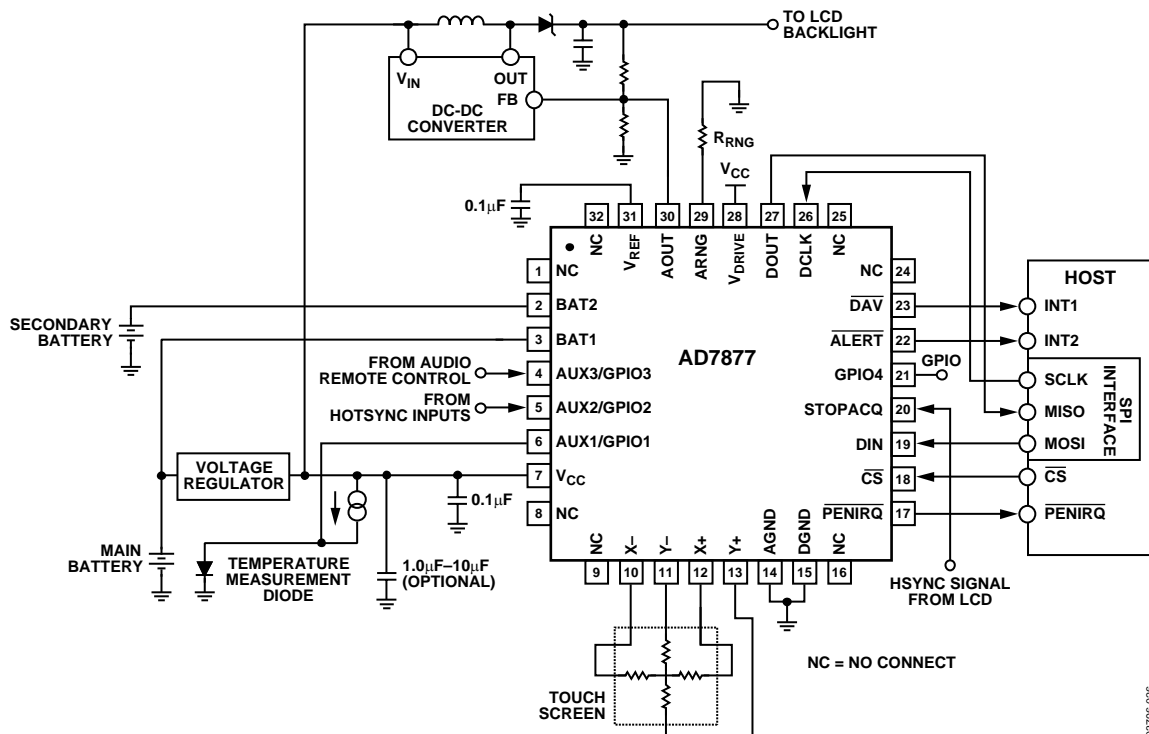 TO LCD
BACKLIGHT
VIN
OUT
FB
DC-DC
CONVERTER
RRNG
VCC
0.1µF
32
31
30
29
28
27
26
25
NC
VREF
AOUT
ARNG
VDRIVE
DOUT
DCLK
NC
1
NC
NC
24
HOST
2
BAT2
DAV
23
INT1
SECONDARY
BATTERY
3
BAT1
ALERT
22
INT2
AD7877
FROM AUDIO
REMOTE CONTROL
4
AUX3/GPIO3
GPIO4
21
GPIO
SCLK
FROM
HOTSYNC INPUTS
5
AUX2/GPIO2
STOPACQ
20
MISO
SPI
INTERFACE
6
AUX1/GPIO1
DIN
19
MOSI
VOLTAGE
REGULATOR
7
VCC
CS
18
CS
0.1µF
8
NC
PENIRQ
17
PENIRQ
NC
X–
Y–
X+
Y+
AGND
DGND
NC
9
10
11
12
13
14
15
16
MAIN
BATTERY
TEMPERATURE
MEASUREMENT
DIODE
1.0µF–10µF
(OPTIONAL)
HSYNC SIGNAL
FROM LCD
NC = NO CONNECT
TOUCH
SCREEN